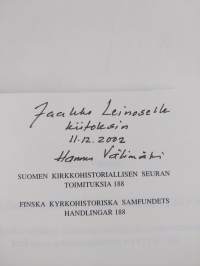 Jaakko Leinoselle
kiitoksin
11.12.2002
Hannu Välimäki
SUOMEN KIRKKOHISTORIALLISEN SEURAN
TOIMITUKSIA 188
FINSKA KYRKOHISTORISKA SAMFUNDETS
HANDLINGAR 188